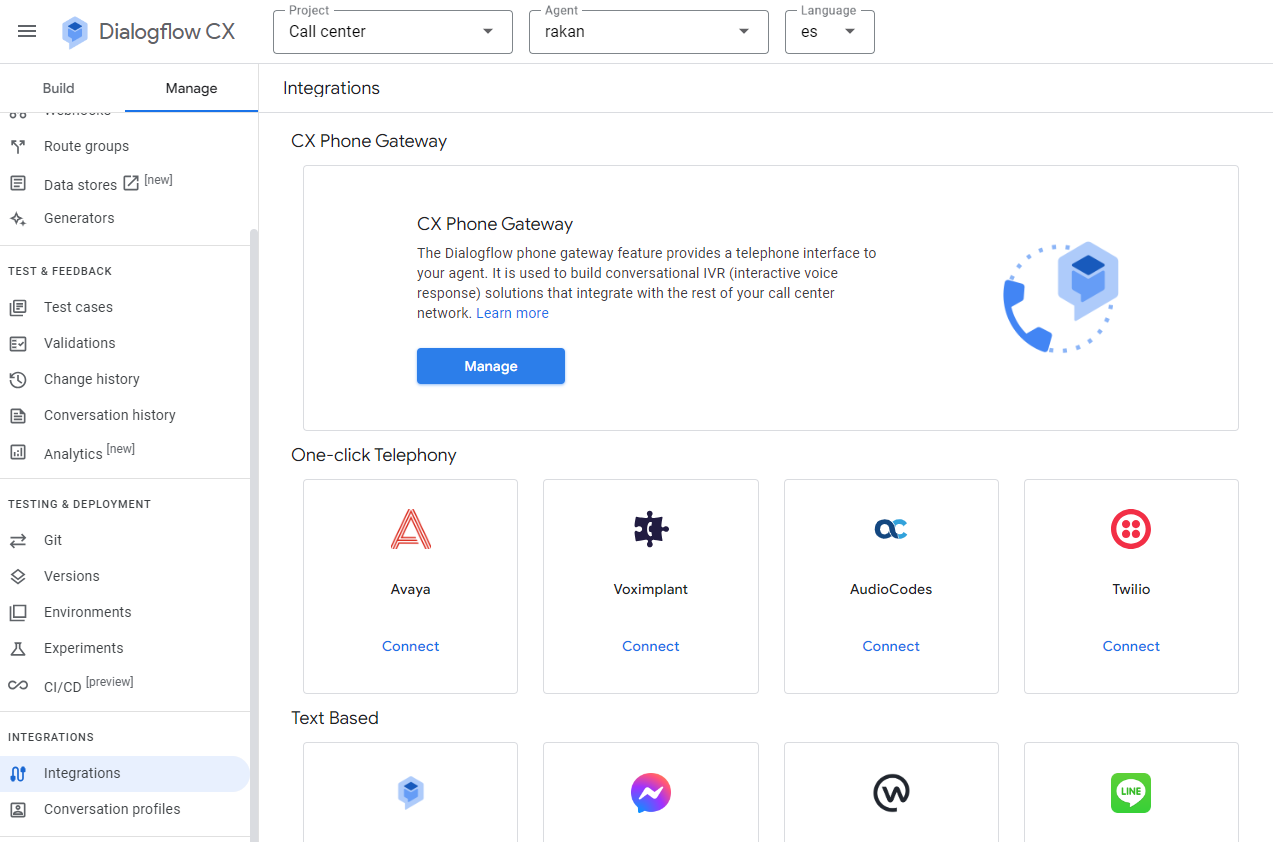 Dialogflow CX
Project
Call center
Agent
rakan
Language
es
Build
Manage
Integrations
Webhooks
Route groups
Data stores [new]
Generators
TEST & FEEDBACK
Test cases
Validations
Change history
Conversation history
Analytics [new]
TESTING & DEPLOYMENT
Git
Versions
Environments
Experiments
CI/CD [preview]
INTEGRATIONS
Integrations
Conversation profiles
CX Phone Gateway
CX Phone Gateway
The Dialogflow phone gateway feature provides a telephone interface to
your agent. It is used to build conversational IVR (interactive voice
response) solutions that integrate with the rest of your call center
network. Learn more
Manage
One-click Telephony
Avaya
Connect
Voximplant
Connect
AudioCodes
Connect
Twilio
Connect
Text Based
LINE